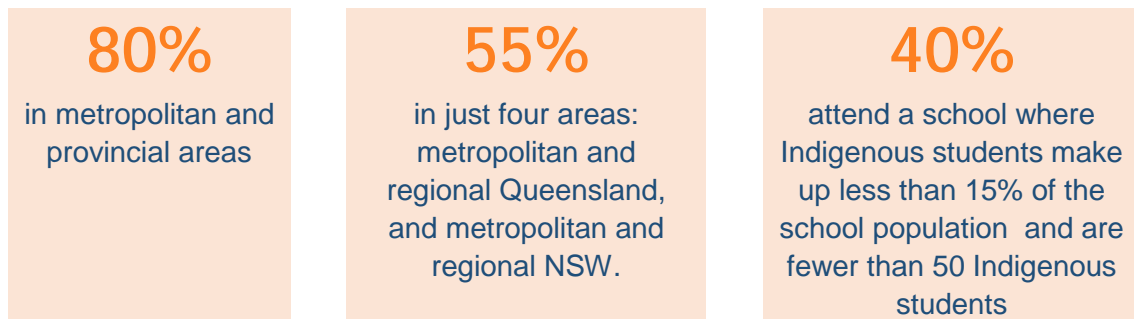 80%
in metropolitan and
provincial areas
55%
in just four areas:
metropolitan and
regional Queensland,
and metropolitan and
regional NSW.
40%
attend a school where
Indigenous students make
up less than 15% of the
school population  and are
fewer than 50 Indigenous
students